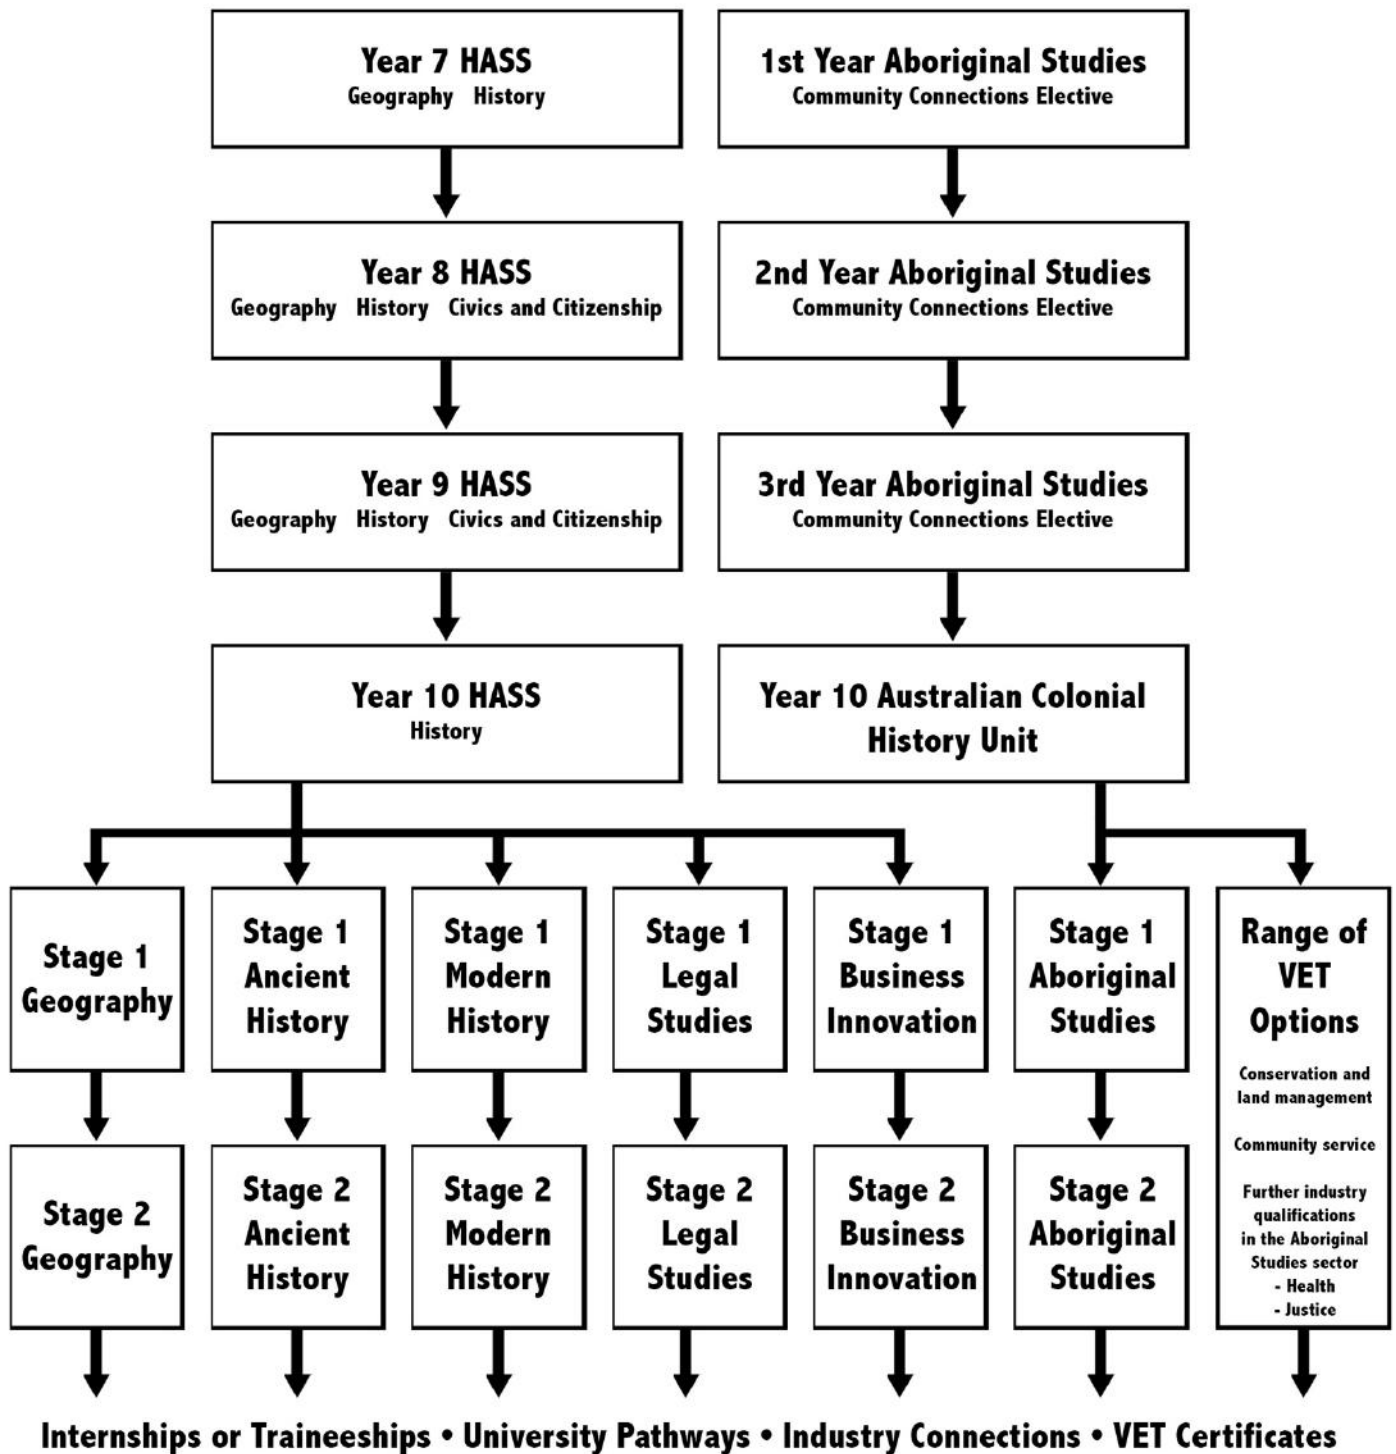 Year 7 HASS
Geography   History
1st Year Aboriginal Studies
Community Connections Elective
Year 8 HASS
Geography   History   Civics and Citizenship
2nd Year Aboriginal Studies
Community Connections Elective
Year 9 HASS
Geography   History   Civics and Citizenship
3rd Year Aboriginal Studies
Community Connections Elective
Year 10 HASS
History
Year 10 Australian Colonial
History Unit
Stage 1
Geography
Stage 1
Ancient
History
Stage 1
Modern
History
Stage 1
Legal
Studies
Stage 1
Business
Innovation
Stage 1
Aboriginal
Studies
Range of
VET
Options
Conservation and
land management
Community service
Further industry
qualifications
in the Aboriginal
Studies sector
- Health
- Justice
Stage 2
Geography
Stage 2
Ancient
History
Stage 2
Modern
History
Stage 2
Legal
Studies
Stage 2
Business
Innovation
Stage 2
Aboriginal
Studies
Internships or Traineeships • University Pathways • Industry Connections • VET Certificates